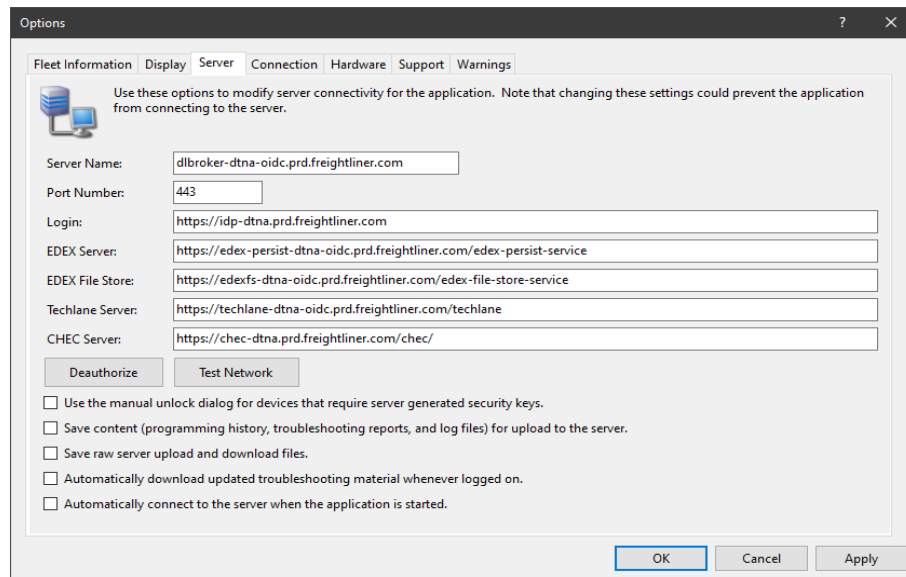 Options
? ×
Fleet Information Display Server Connection Hardware Support Warnings
Use these options to modify server connectivity for the application. Note that changing these settings could prevent the application
from connecting to the server.
Server Name: dlbroker-dtna-oidc.prd.freightliner.com
Port Number: 443
Login: https://idp-dtna.prd.freightliner.com
EDEX Server: https://edex-persist-dtna-oidc.prd.freightliner.com/edex-persist-service
EDEX File Store: https://edexfs-dtna-oidc.prd.freightliner.com/edex-file-store-service
Techlane Server: https://techlane-dtna-oidc.prd.freightliner.com/techlane
CHEC Server: https://chec-dtna.prd.freightliner.com/chec/
Deauthorize Test Network
Use the manual unlock dialog for devices that require server generated security keys.
Save content (programming history, troubleshooting reports, and log files) for upload to the server.
Save raw server upload and download files.
Automatically download updated troubleshooting material whenever logged on.
Automatically connect to the server when the application is started.
OK Cancel Apply